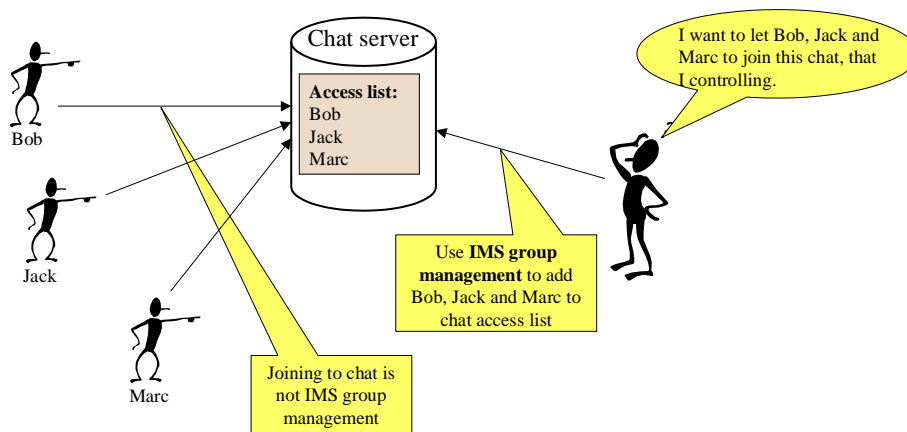 Chat server
Access list:
Bob
Jack
Marc
I want to let Bob, Jack and
Marc to join this chat, that
I controlling.
Bob
Jack
Marc
Use IMS group
management to add
Bob, Jack and Marc to
chat access list
Joining to chat is
not IMS group
management